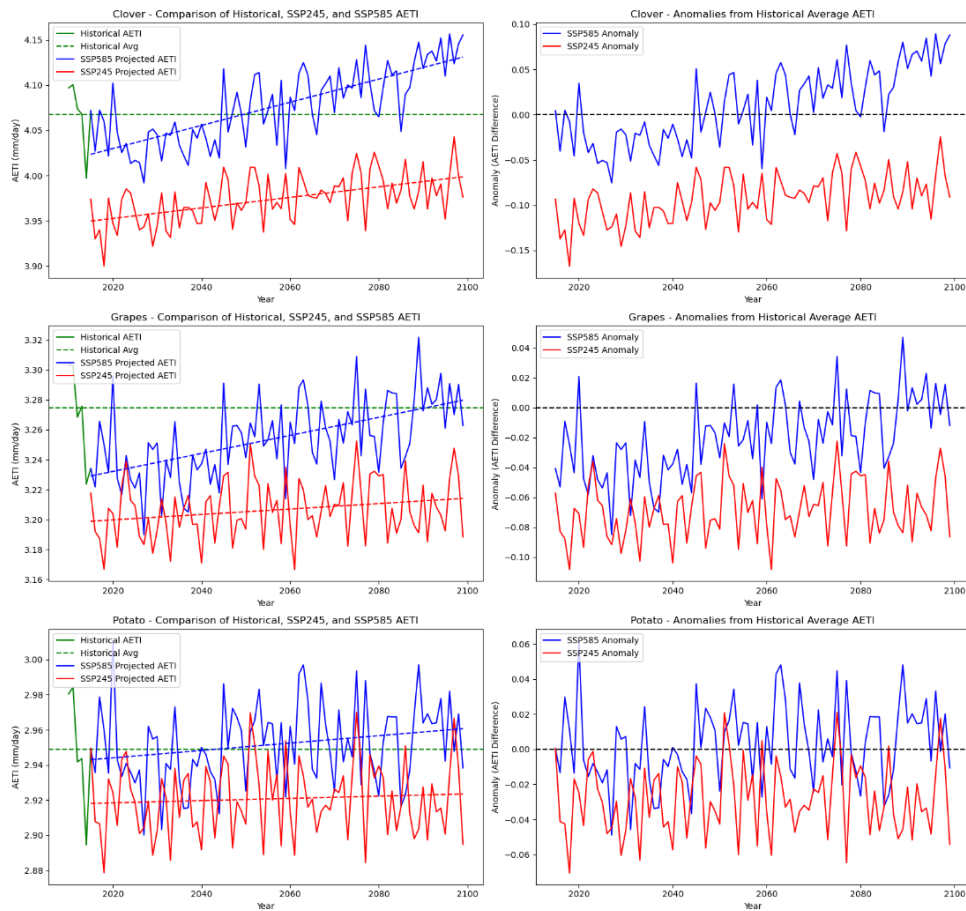 Clover - Comparison of Historical, SSP245, and SSP585 AETI
Historical AETI
Historical Avg
SSP585 Projected AETI
SSP245 Projected AETI
AETI (mm/day)
4.15
4.10
4.05
4.00
3.95
3.90
2020 2040 2060 2080 2100
Year
Clover - Anomalies from Historical Average AETI
SSP585 Anomaly
SSP245 Anomaly
Anomaly (AETI Difference)
0.10
0.05
0.00
−0.05
−0.10
−0.15
2020 2040 2060 2080 2100
Year
Grapes - Comparison of Historical, SSP245, and SSP585 AETI
Historical AETI
Historical Avg
SSP585 Projected AETI
SSP245 Projected AETI
AETI (mm/day)
3.32
3.30
3.28
3.26
3.24
3.22
3.20
3.18
3.16
2020 2040 2060 2080 2100
Year
Grapes - Anomalies from Historical Average AETI
SSP585 Anomaly
SSP245 Anomaly
Anomaly (AETI Difference)
0.04
0.02
0.00
−0.02
−0.04
−0.06
−0.08
−0.10
2020 2040 2060 2080 2100
Year
Potato - Comparison of Historical, SSP245, and SSP585 AETI
Historical AETI
Historical Avg
SSP585 Projected AETI
SSP245 Projected AETI
AETI (mm/day)
3.00
2.98
2.96
2.94
2.92
2.90
2.88
2020 2040 2060 2080 2100
Year
Potato - Anomalies from Historical Average AETI
SSP585 Anomaly
SSP245 Anomaly
Anomaly (AETI Difference)
0.06
0.04
0.02
0.00
−0.02
−0.04
−0.06
2020 2040 2060 2080 2100
Year